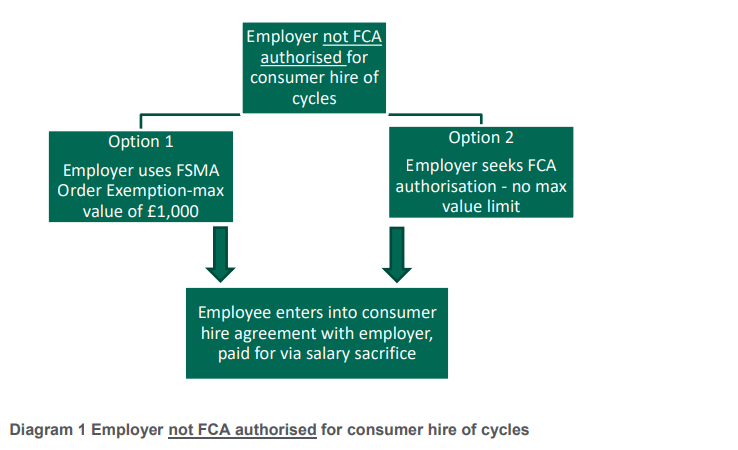 Employer not FCA
authorised for
consumer hire of
cycles
Option 1
Employer uses FSMA
Order Exemption-max
value of £1,000
Option 2
Employer seeks FCA
authorisation - no max
value limit
Employee enters into consumer
hire agreement with employer,
paid for via salary sacrifice
Diagram 1 Employer not FCA authorised for consumer hire of cycles